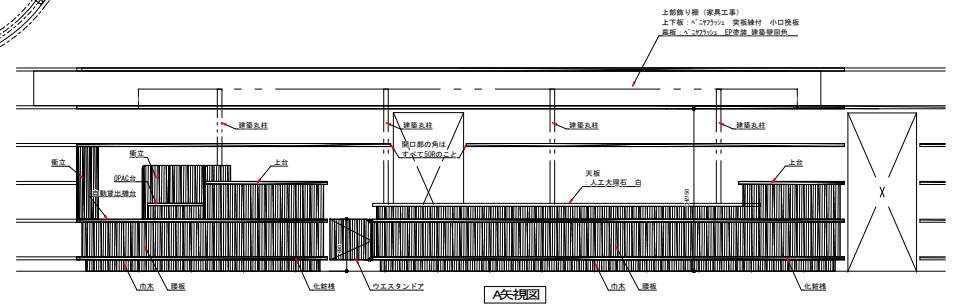 上部飾り棚（家具工事）
上下板：ベニヤフラッシュ 突板練付 小口挽板
幕板：ベニヤフラッシュ EP塗装 建築壁同色
建築丸柱
建築丸柱
建築丸柱
建築丸柱
開口部の角は
すべて50Rのこと
衝立
衝立
OPAC台
自動貸出機台
上台
天板
：人工大理石 白
上台
巾木
腰板
化粧桟
ウエスタンドア
巾木
腰板
化粧桟
A矢視図